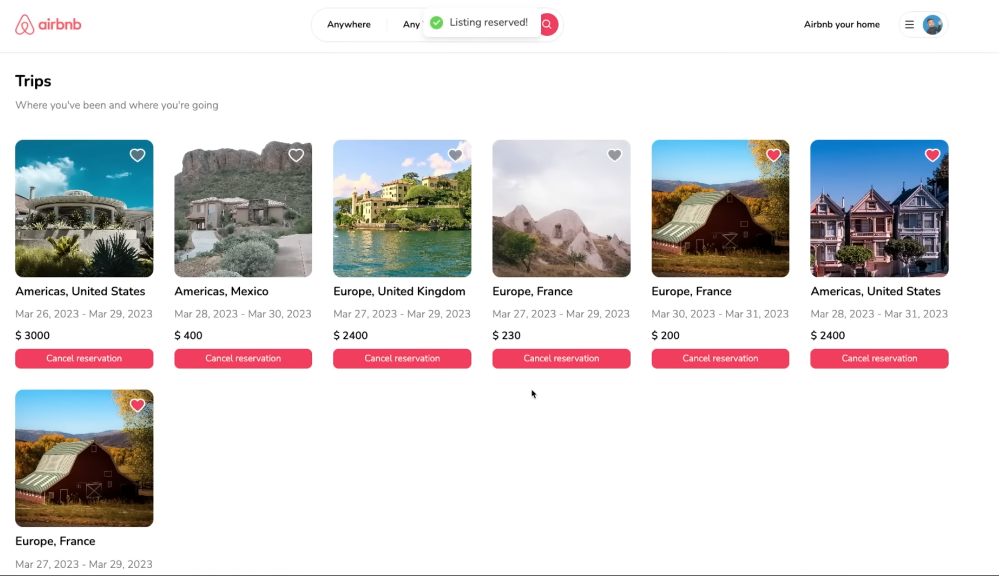 airbnb
Anywhere
Any
Listing reserved!
Airbnb your home
Trips
Where you've been and where you're going
Americas, United States
Mar 26, 2023 - Mar 29, 2023
$ 3000
Cancel reservation
Americas, Mexico
Mar 28, 2023 - Mar 30, 2023
$ 400
Cancel reservation
Europe, United Kingdom
Mar 27, 2023 - Mar 29, 2023
$ 2400
Cancel reservation
Europe, France
Mar 27, 2023 - Mar 29, 2023
$ 230
Cancel reservation
Europe, France
Mar 30, 2023 - Mar 31, 2023
$ 200
Cancel reservation
Americas, United States
Mar 28, 2023 - Mar 31, 2023
$ 2400
Cancel reservation
Europe, France
Mar 27, 2023 - Mar 29, 2023